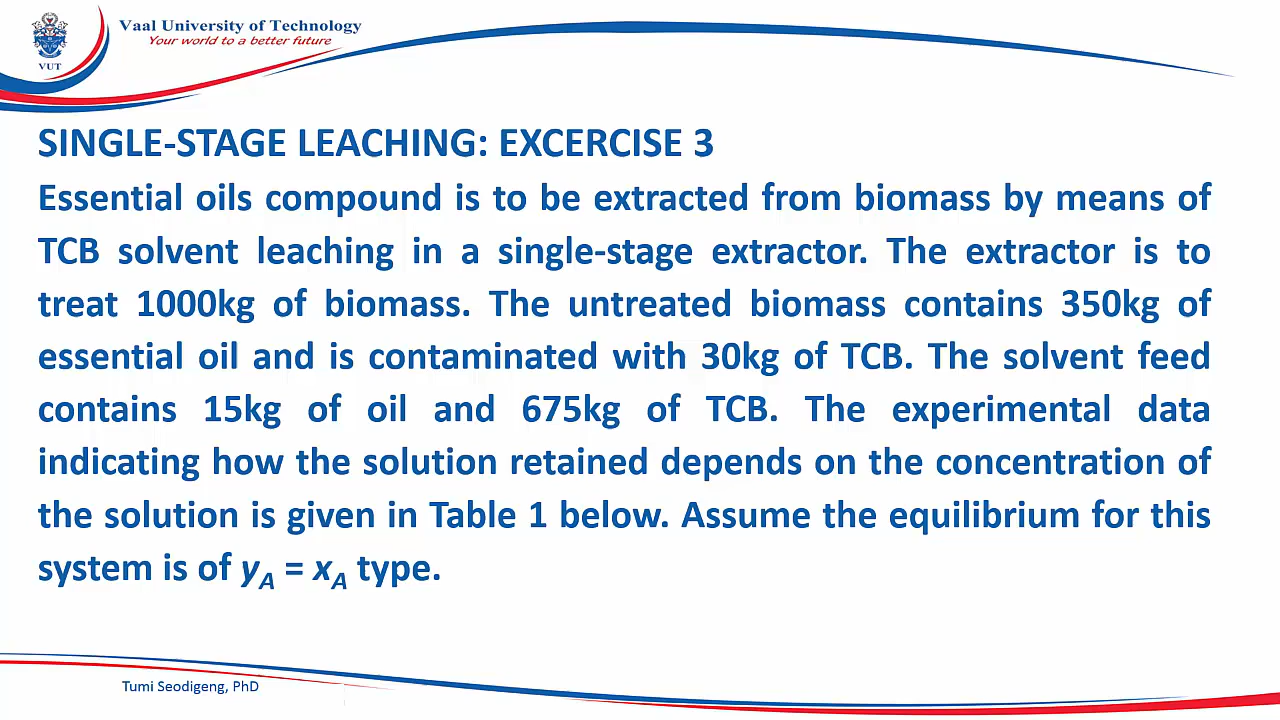 Vaal University of Technology
Your world to a better future
VUT
SINGLE-STAGE LEACHING: EXCERCISE 3
Essential oils compound is to be extracted from biomass by means of
TCB solvent leaching in a single-stage extractor. The extractor is to
treat 1000kg of biomass. The untreated biomass contains 350kg of
essential oil and is contaminated with 30kg of TCB. The solvent feed
contains 15kg of oil and 675kg of TCB. The experimental data
indicating how the solution retained depends on the concentration of
the solution is given in Table 1 below. Assume the equilibrium for this
system is of y_A = x_A type.
Tumi Seodigeng, PhD